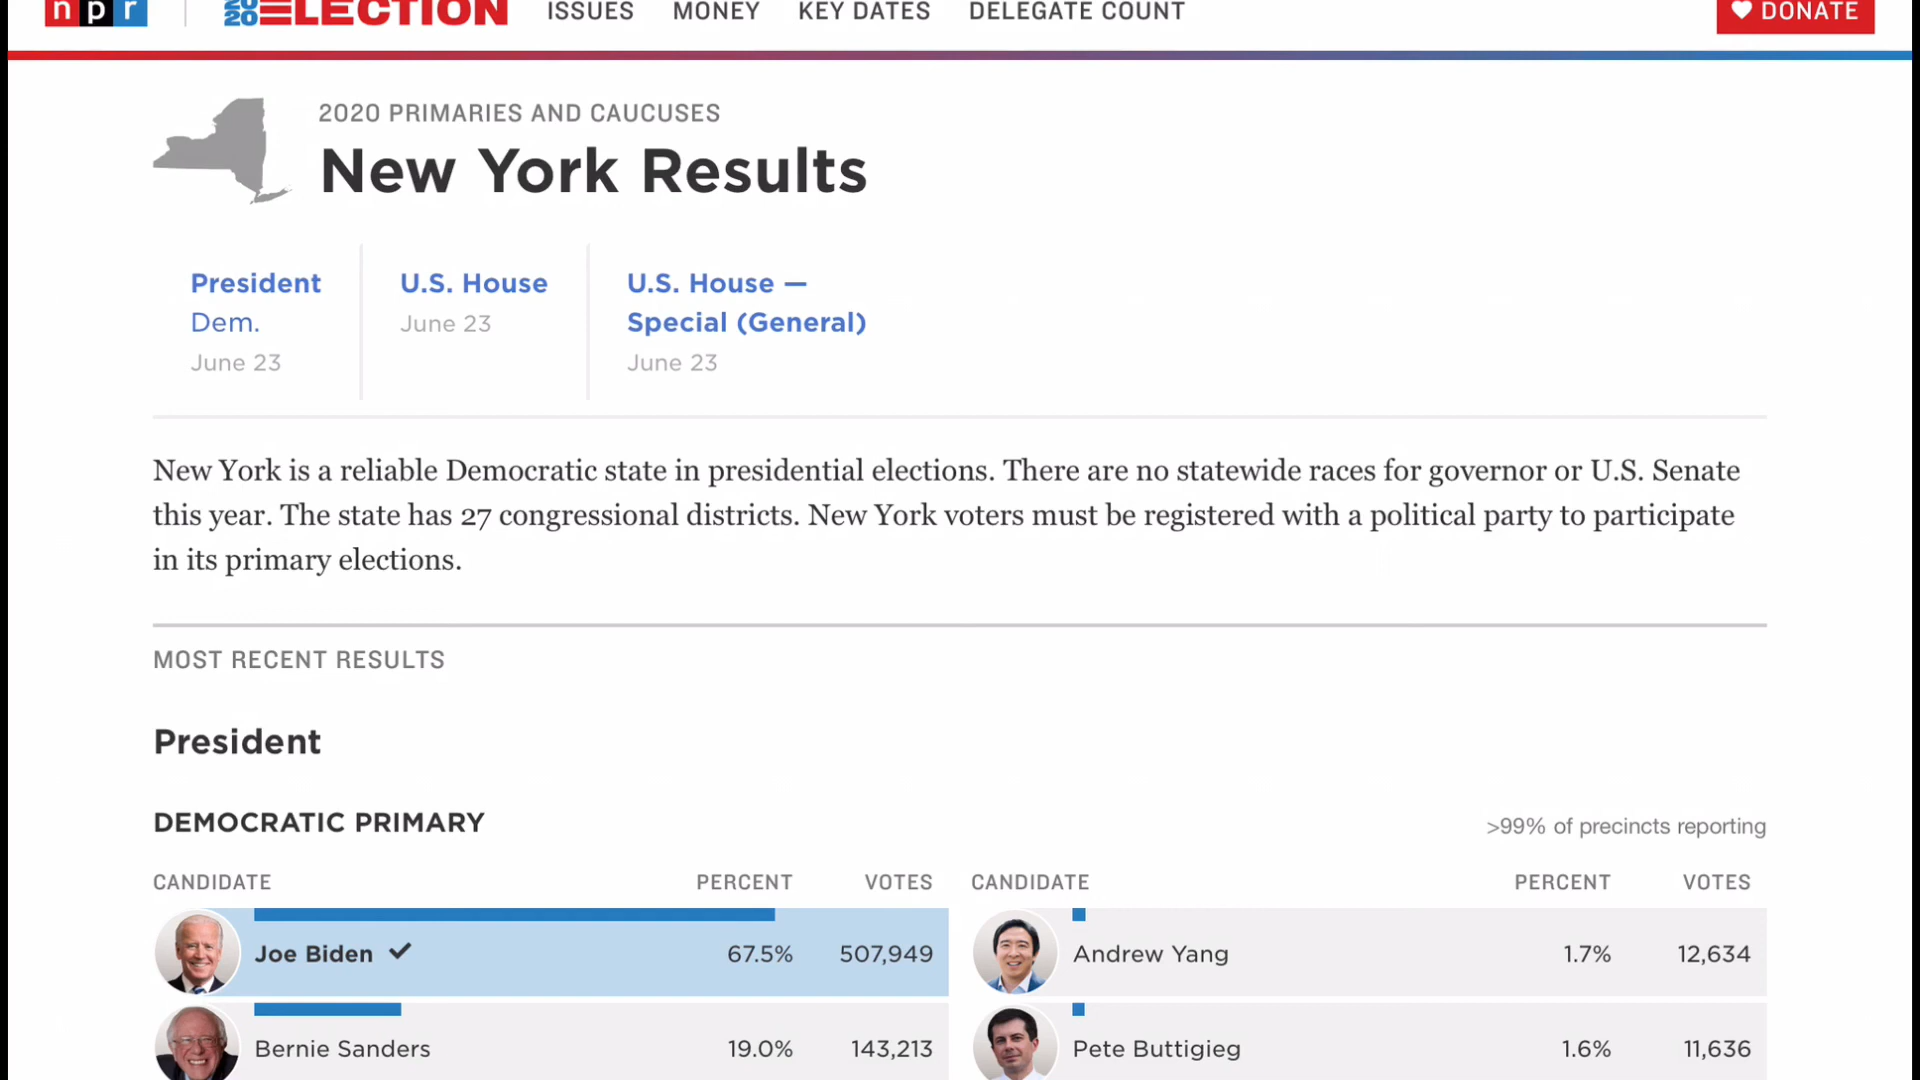 npr
2020 ELECTION
ISSUES
MONEY
KEY DATES
DELEGATE COUNT
DONATE
2020 PRIMARIES AND CAUCUSES
New York Results
President
Dem.
June 23
U.S. House
June 23
U.S. House —
Special (General)
June 23
New York is a reliable Democratic state in presidential elections. There are no statewide races for governor or U.S. Senate
this year. The state has 27 congressional districts. New York voters must be registered with a political party to participate
in its primary elections.
MOST RECENT RESULTS
President
DEMOCRATIC PRIMARY
>99% of precincts reporting
CANDIDATE PERCENT VOTES
Joe Biden ✓ 67.5% 507,949
Bernie Sanders 19.0% 143,213
CANDIDATE PERCENT VOTES
Andrew Yang 1.7% 12,634
Pete Buttigieg 1.6% 11,636